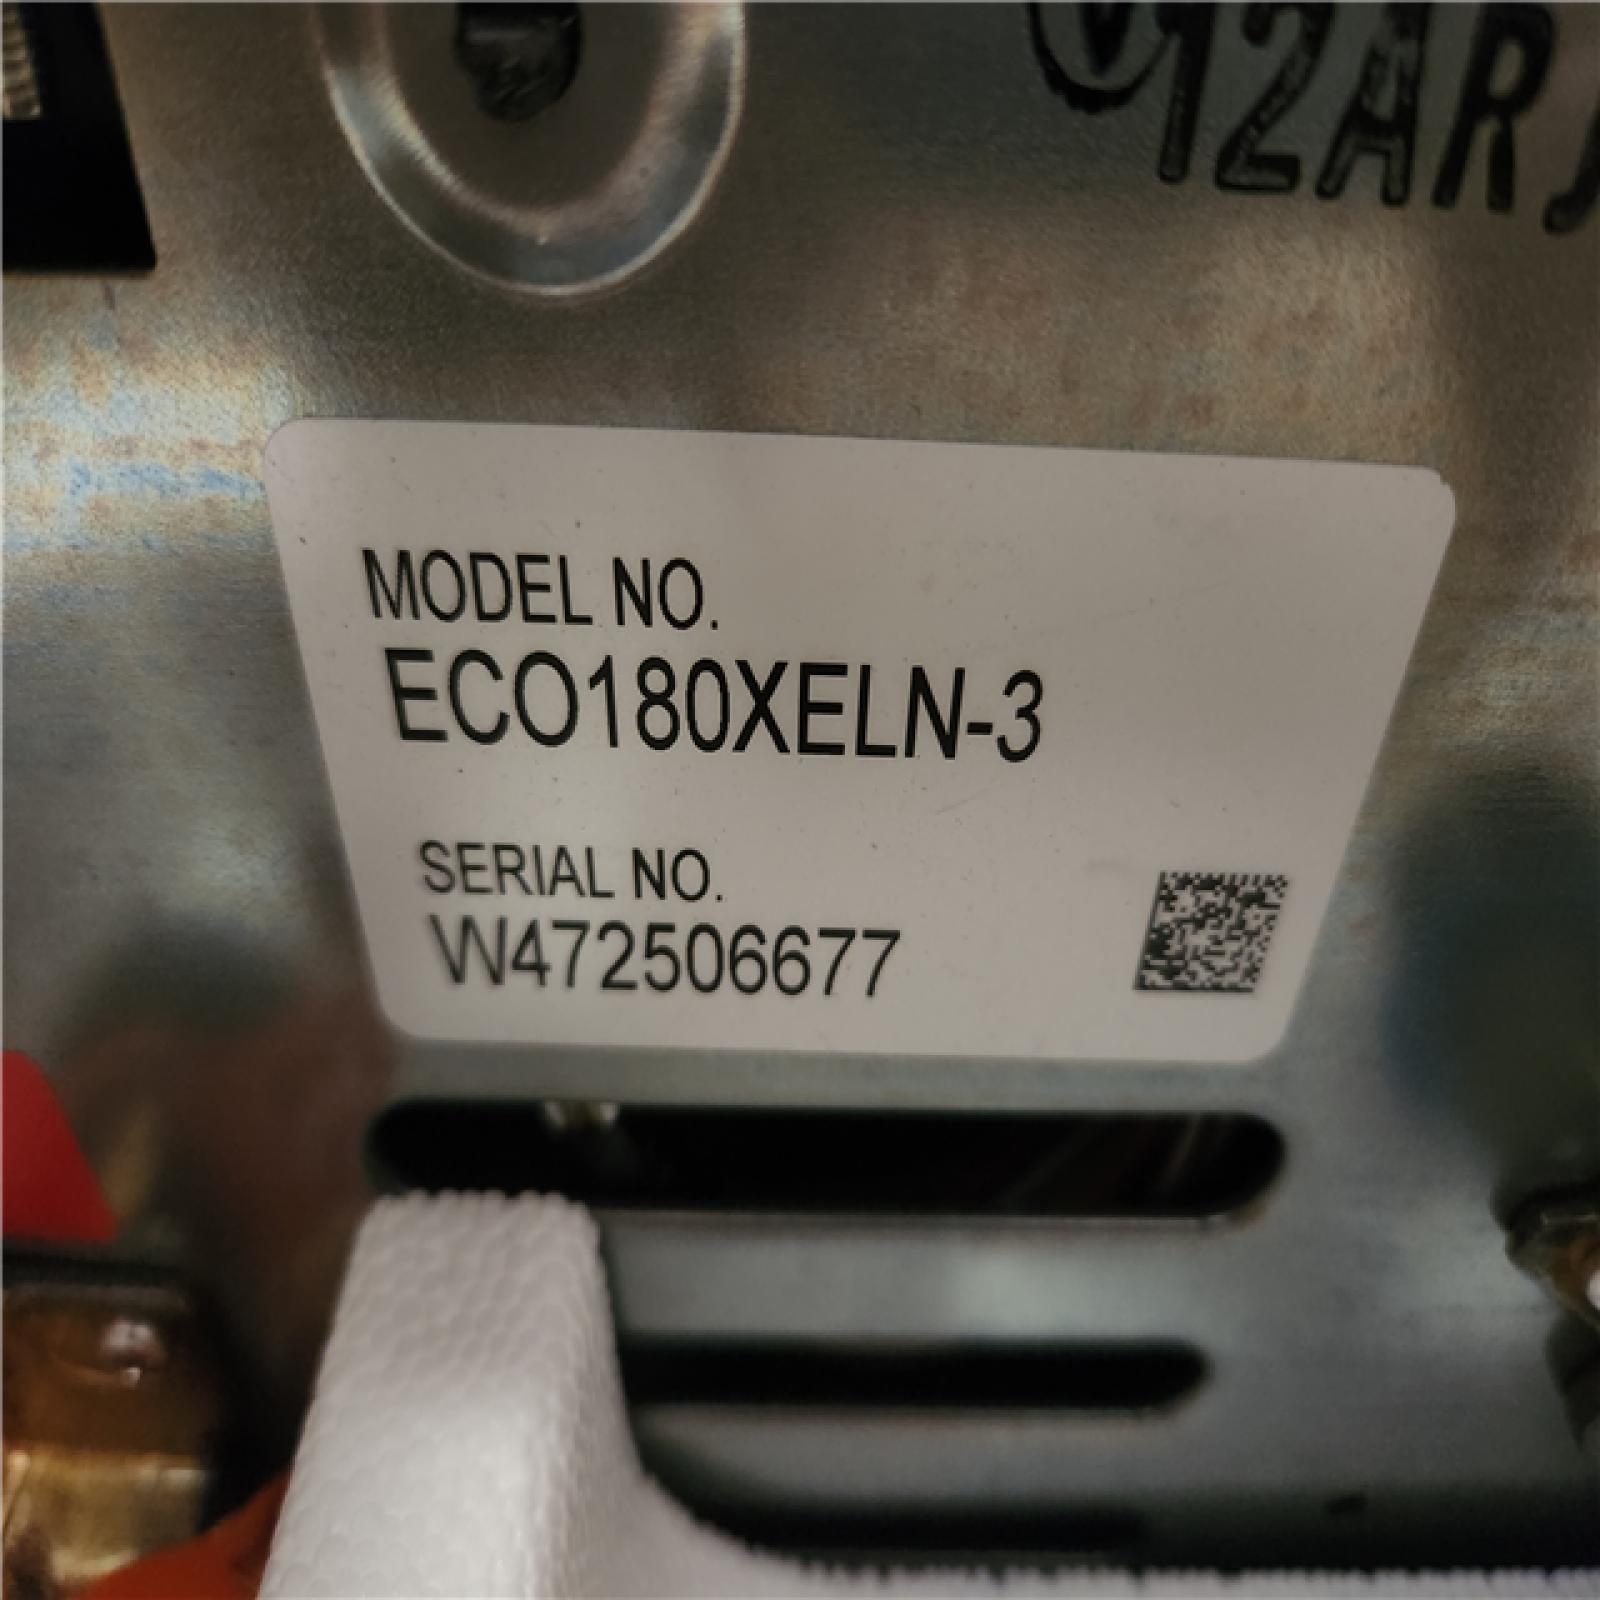 12AR
MODEL NO.
ECO180XELN-3
SERIAL NO.
W472506677